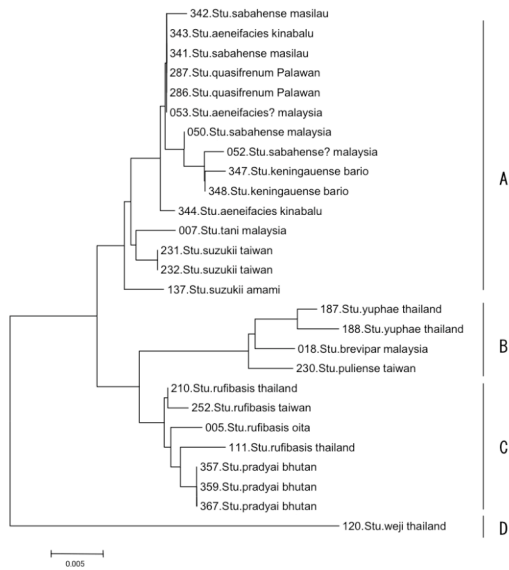 342.Stu.sabahense masilau
343.Stu.aeneifacies kinabalu
341.Stu.sabahense masilau
287.Stu.quasifrenum Palawan
286.Stu.quasifrenum Palawan
053.Stu.aeneifacies? malaysia
050.Stu.sabahense malaysia
052.Stu.sabahense? malaysia
347.Stu.keningauense bario
348.Stu.keningauense bario
344.Stu.aeneifacies kinabalu
007.Stu.tani malaysia
231.Stu.suzukii taiwan
232.Stu.suzukii taiwan
137.Stu.suzukii amami
A
187.Stu.yuphae thailand
188.Stu.yuphae thailand
018.Stu.brevipar malaysia
230.Stu.puliense taiwan
B
210.Stu.rufibasis thailand
252.Stu.rufibasis taiwan
005.Stu.rufibasis oita
111.Stu.rufibasis thailand
357.Stu.pradyai bhutan
359.Stu.pradyai bhutan
367.Stu.pradyai bhutan
C
120.Stu.weji thailand
D
0.005